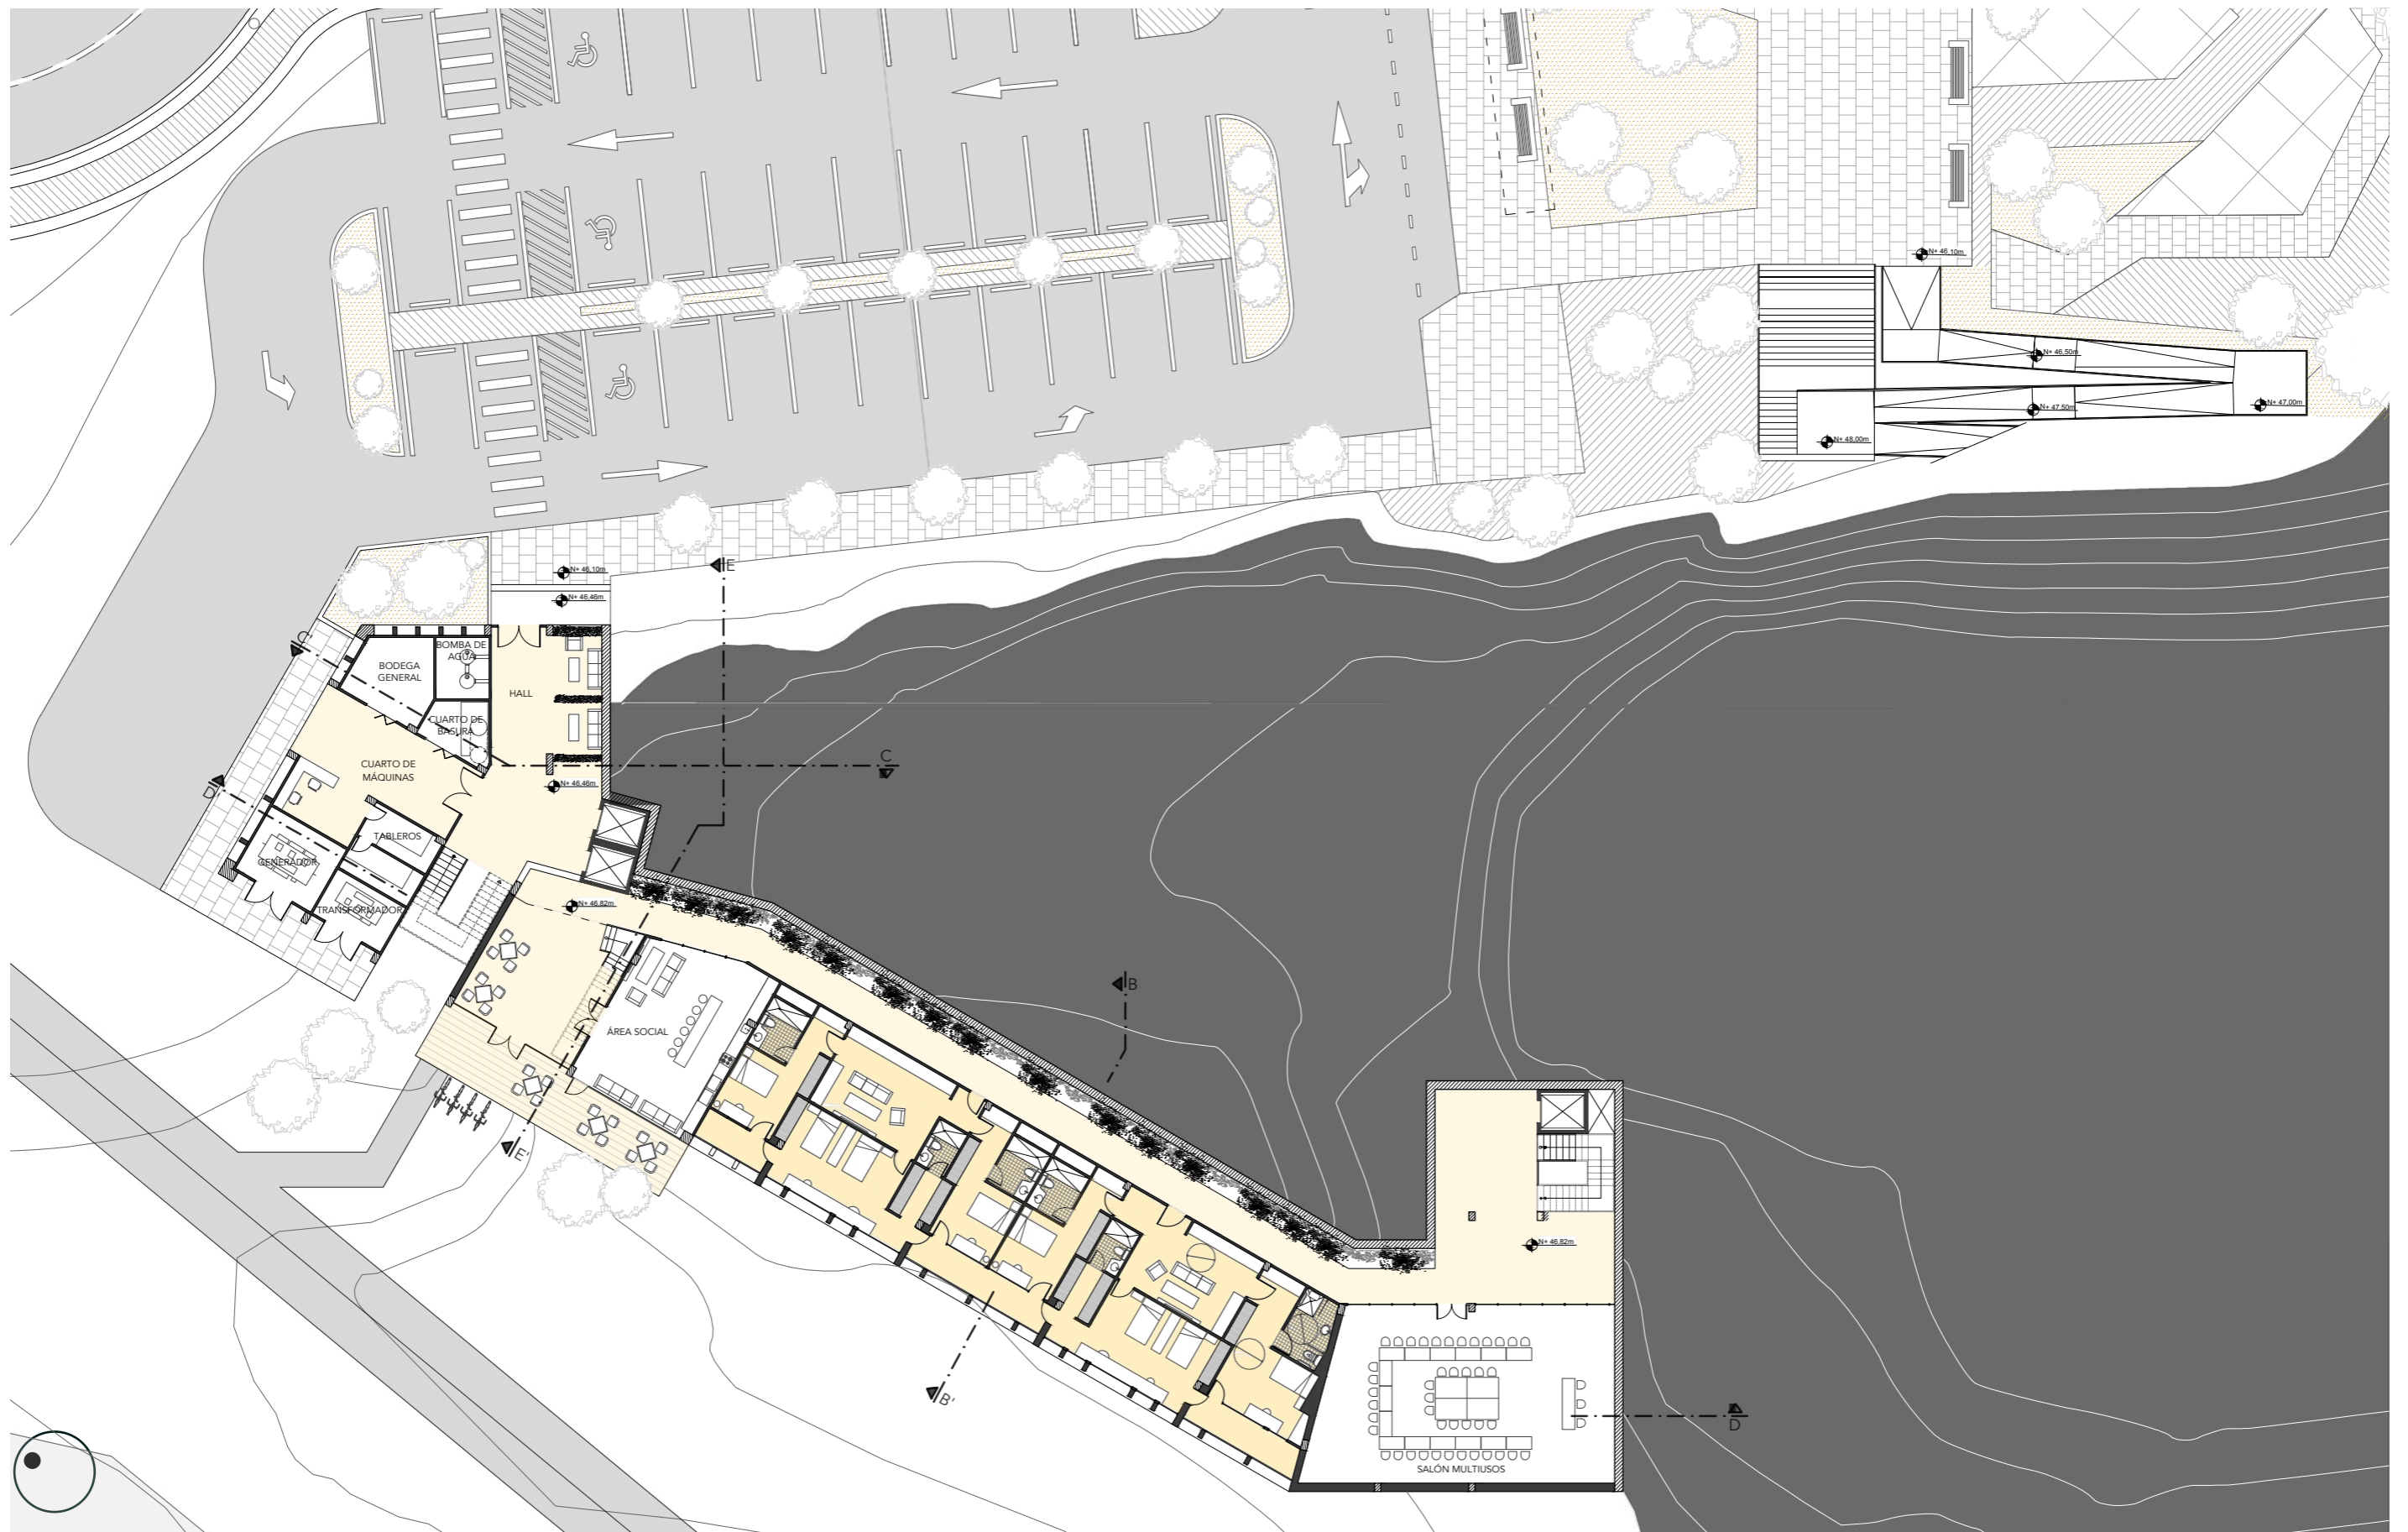 N+ 46,10m
N+ 46,50m
N+ 47,50m
N+ 47,00m
N+ 48,00m
E
N+ 46,10m
N+ 46,46m
C'
BOMBA DE
AGUA
BODEGA
GENERAL
HALL
CUARTO DE
BASURA
C
CUARTO DE
MÁQUINAS
N+ 46,46m
D'
TABLEROS
GENERADOR
TRANSFORMADOR
N+ 46,82m
B
ÁREA SOCIAL
E'
N+ 46,82m
B'
D
SALÓN MULTIUSOS